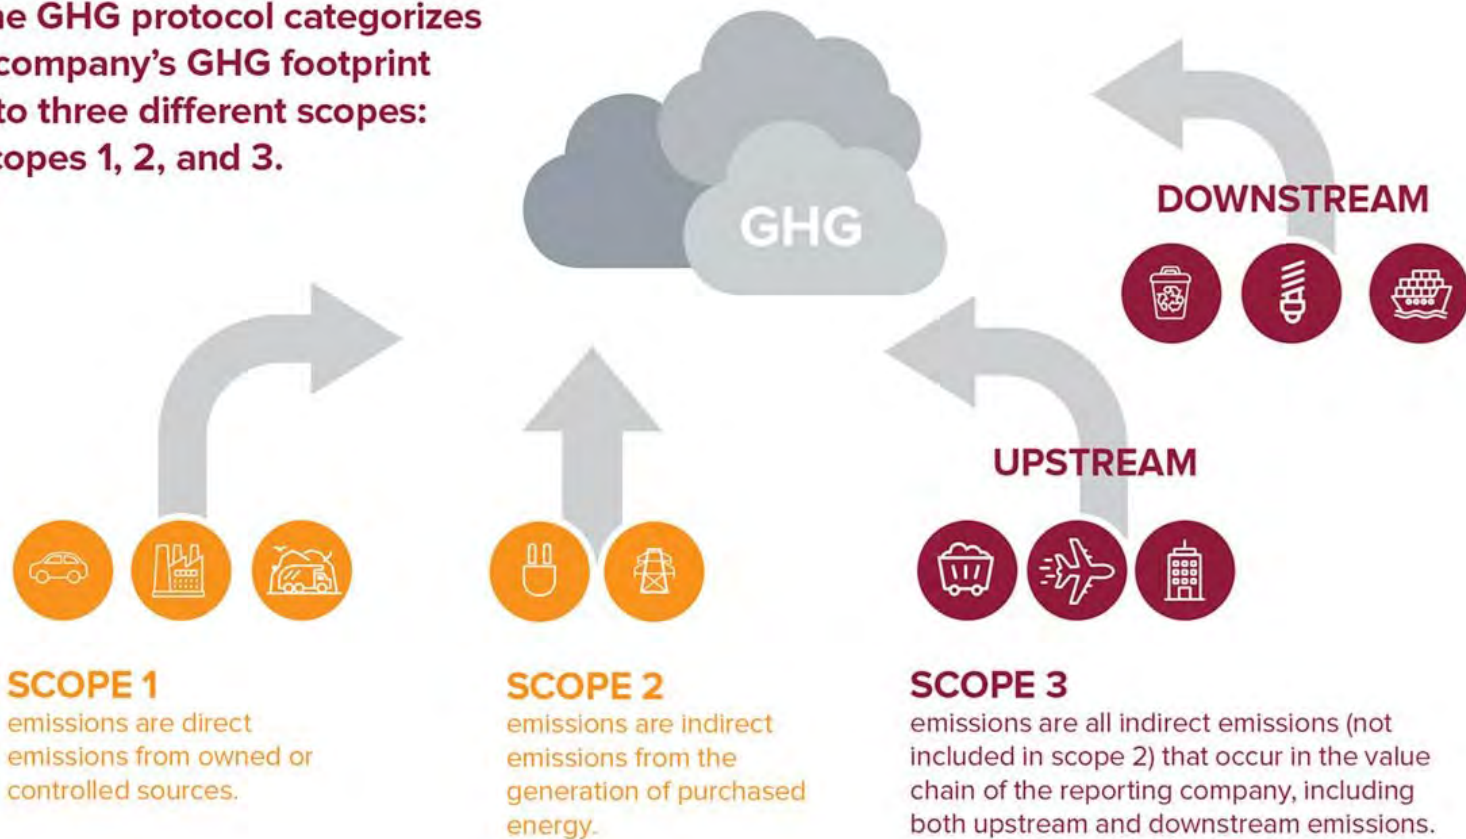 he GHG protocol categorizes
company's GHG footprint
to three different scopes:
copes 1, 2, and 3.
GHG
DOWNSTREAM
UPSTREAM
SCOPE 1
emissions are direct
emissions from owned or
controlled sources.
SCOPE 2
emissions are indirect
emissions from the
generation of purchased
energy.
SCOPE 3
emissions are all indirect emissions (not
included in scope 2) that occur in the value
chain of the reporting company, including
both upstream and downstream emissions.